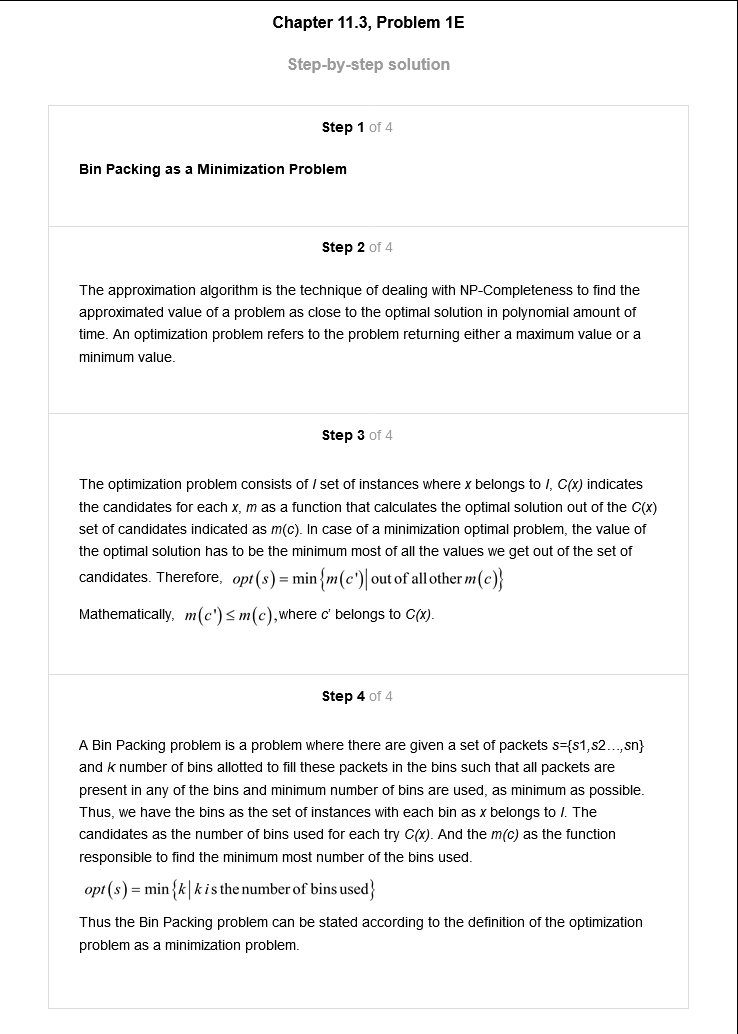 Chapter 11.3, Problem 1E
Step-by-step solution
Step 1 of 4
Bin Packing as a Minimization Problem
Step 2 of 4
The approximation algorithm is the technique of dealing with NP-Completeness to find the
approximated value of a problem as close to the optimal solution in polynomial amount of
time. An optimization problem refers to the problem returning either a maximum value or a
minimum value.
Step 3 of 4
The optimization problem consists of I set of instances where x belongs to I, C(x) indicates
the candidates for each x, m as a function that calculates the optimal solution out of the C(x)
set of candidates indicated as m(c). In case of a minimization optimal problem, the value of
the optimal solution has to be the minimum most of all the values we get out of the set of
candidates. Therefore, opt(s) = min{m(c')| out of all other m(c)}
Mathematically, m(c') ≤ m(c), where c' belongs to C(x).
Step 4 of 4
A Bin Packing problem is a problem where there are given a set of packets s={s1,s2...,sn}
and k number of bins allotted to fill these packets in the bins such that all packets are
present in any of the bins and minimum number of bins are used, as minimum as possible.
Thus, we have the bins as the set of instances with each bin as x belongs to I. The
candidates as the number of bins used for each try C(x). And the m(c) as the function
responsible to find the minimum most number of the bins used.
opt(s) = min{k| k is the number of bins used}
Thus the Bin Packing problem can be stated according to the definition of the optimization
problem as a minimization problem.